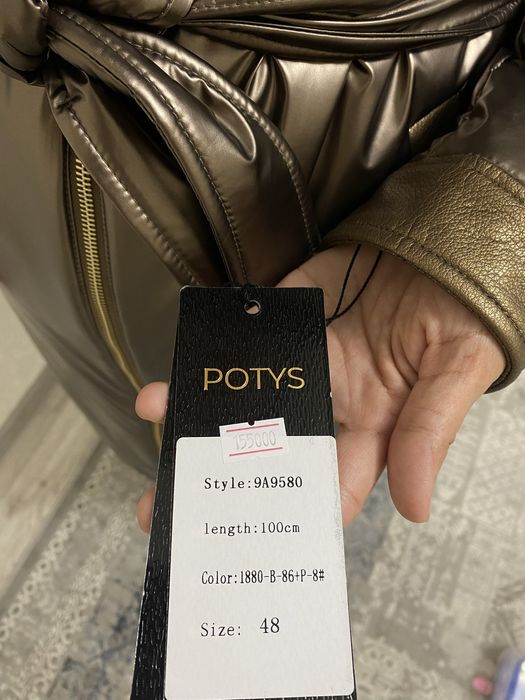 POTYS
155000
Style:9A9580
length:100cm
Color:1880-B-86+P-8#
Size: 48